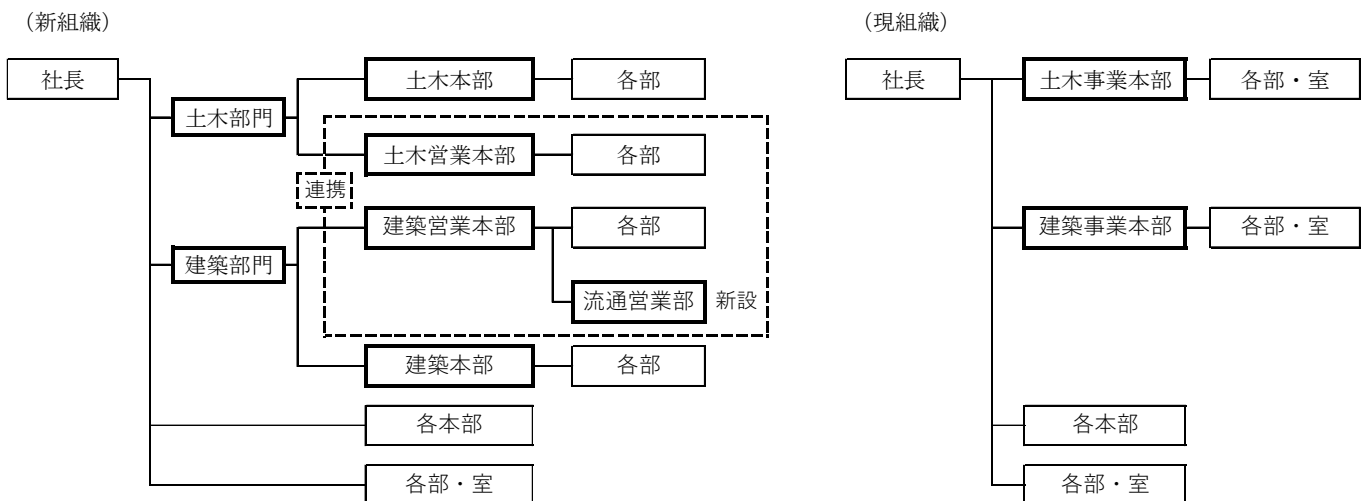 （新組織）
社長
土木部門
土木本部
各部
土木営業本部
各部
連携
建築営業本部
各部
建築部門
流通営業部
新設
建築本部
各部
各本部
各部・室
（現組織）
社長
土木事業本部
各部・室
建築事業本部
各部・室
各本部
各部・室